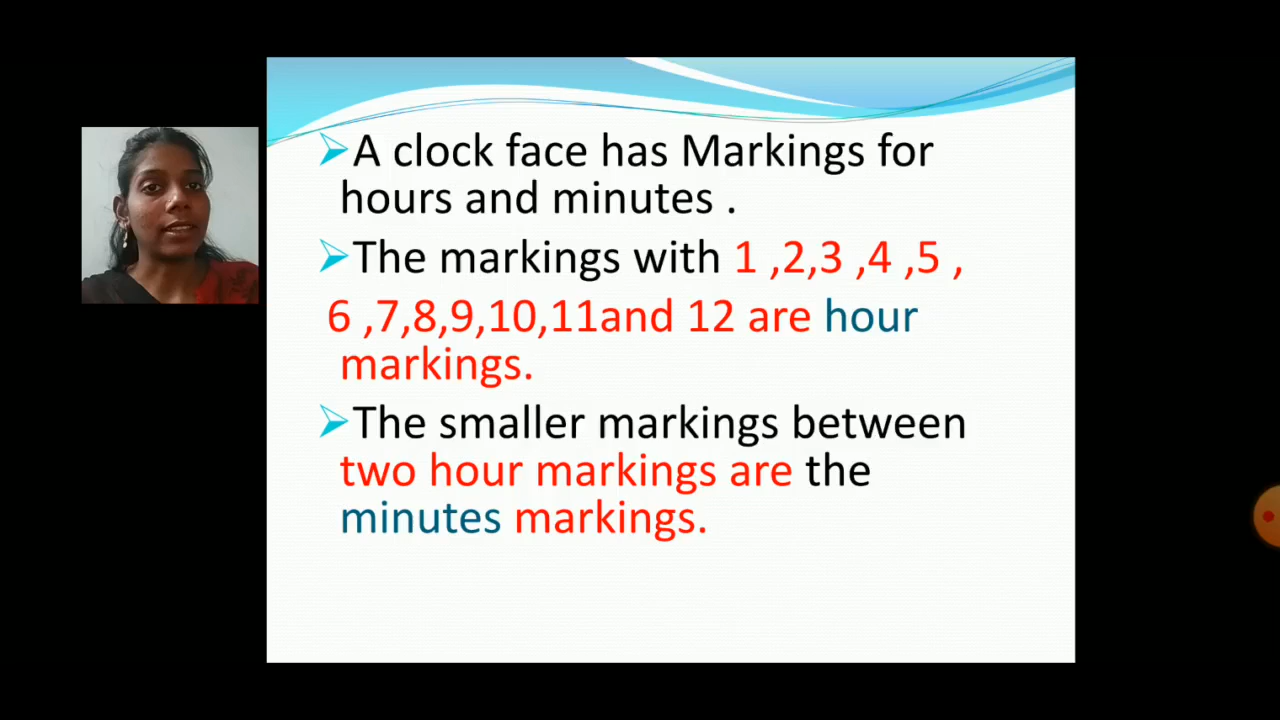 A clock face has Markings for
hours and minutes .
The markings with 1 ,2,3 ,4 ,5 ,
6 ,7,8,9,10,11and 12 are hour
markings.
The smaller markings between
two hour markings are the
minutes markings.